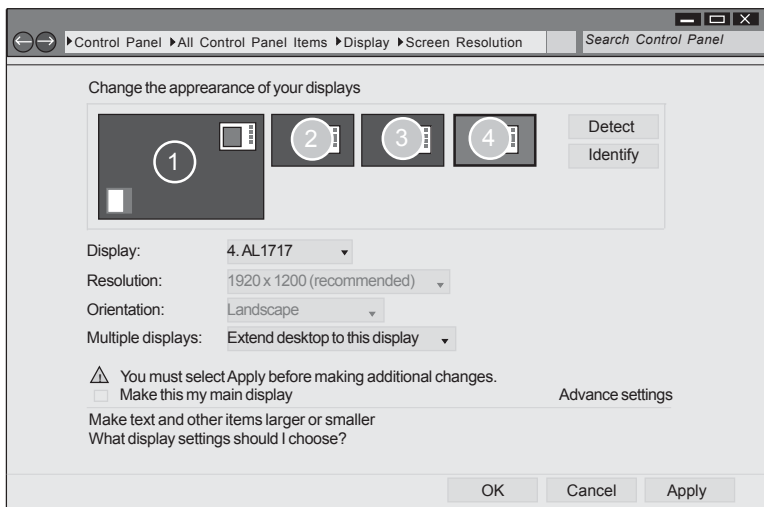 Control Panel All Control Panel Items Display Screen Resolution Search Control Panel
Change the apprearance of your displays
1 2 3 4 Detect
Identify
Display: 4. AL1717
Resolution: 1920 x 1200 (recommended)
Orientation: Landscape
Multiple displays: Extend desktop to this display
You must select Apply before making additional changes.
Make this my main display Advance settings
Make text and other items larger or smaller
What display settings should I choose?
OK Cancel Apply